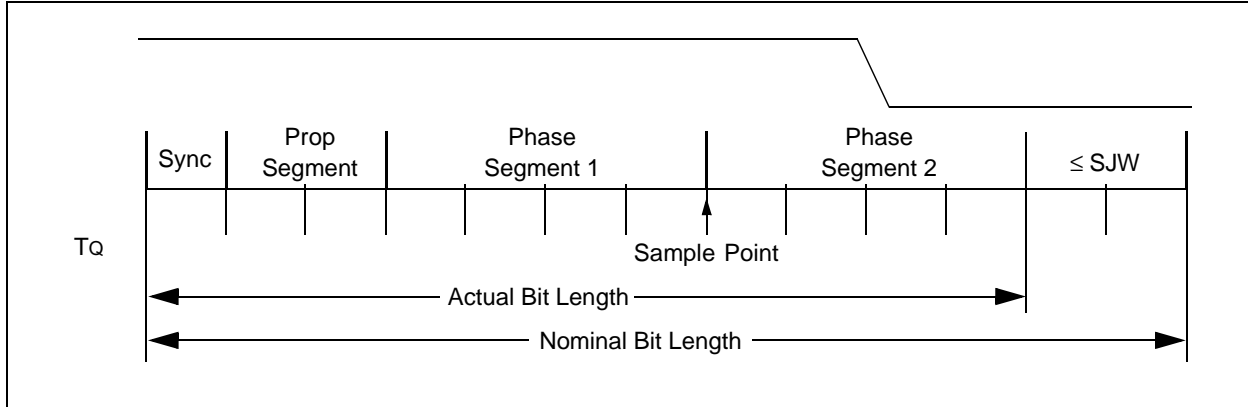 Sync
Prop
Segment
Phase
Segment 1
Phase
Segment 2
≤ SJW
TQ
Sample Point
Actual Bit Length
Nominal Bit Length